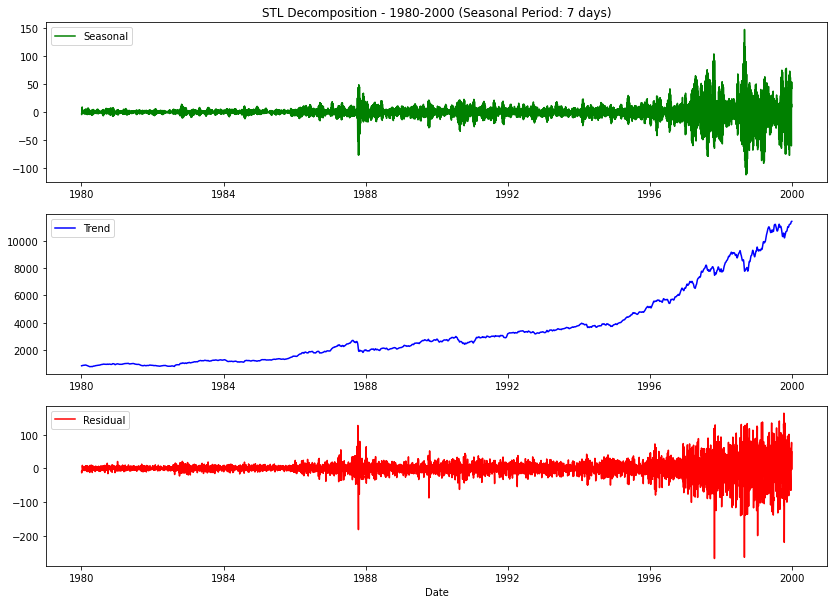 STL Decomposition - 1980-2000 (Seasonal Period: 7 days)
Seasonal
150
100
50
0
−50
−100
1980 1984 1988 1992 1996 2000
Trend
10000
8000
6000
4000
2000
1980 1984 1988 1992 1996 2000
Residual
100
0
−100
−200
1980 1984 1988 1992 1996 2000
Date